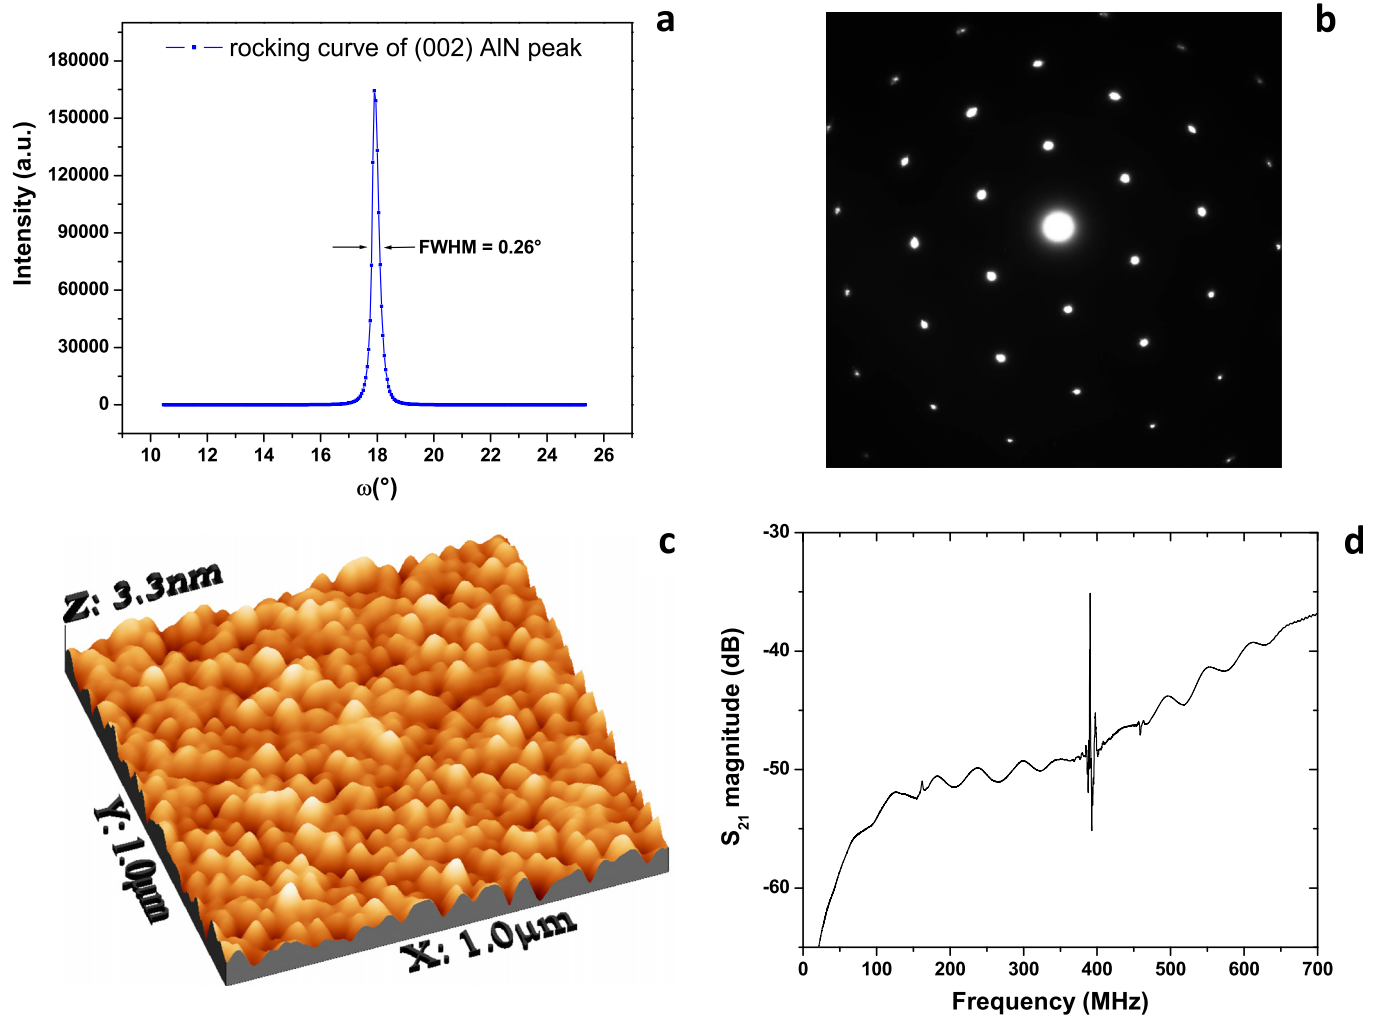 a
rocking curve of (002) AlN peak
180000
150000
120000
90000
60000
30000
0
Intensity (a.u.)
FWHM = 0.26°
10 12 14 16 18 20 22 24 26
ω(°)
b
c
Z: 3.3nm
Y: 1.0µm
X: 1.0µm
d
-30
-40
-50
-60
S21 magnitude (dB)
0 100 200 300 400 500 600 700
Frequency (MHz)